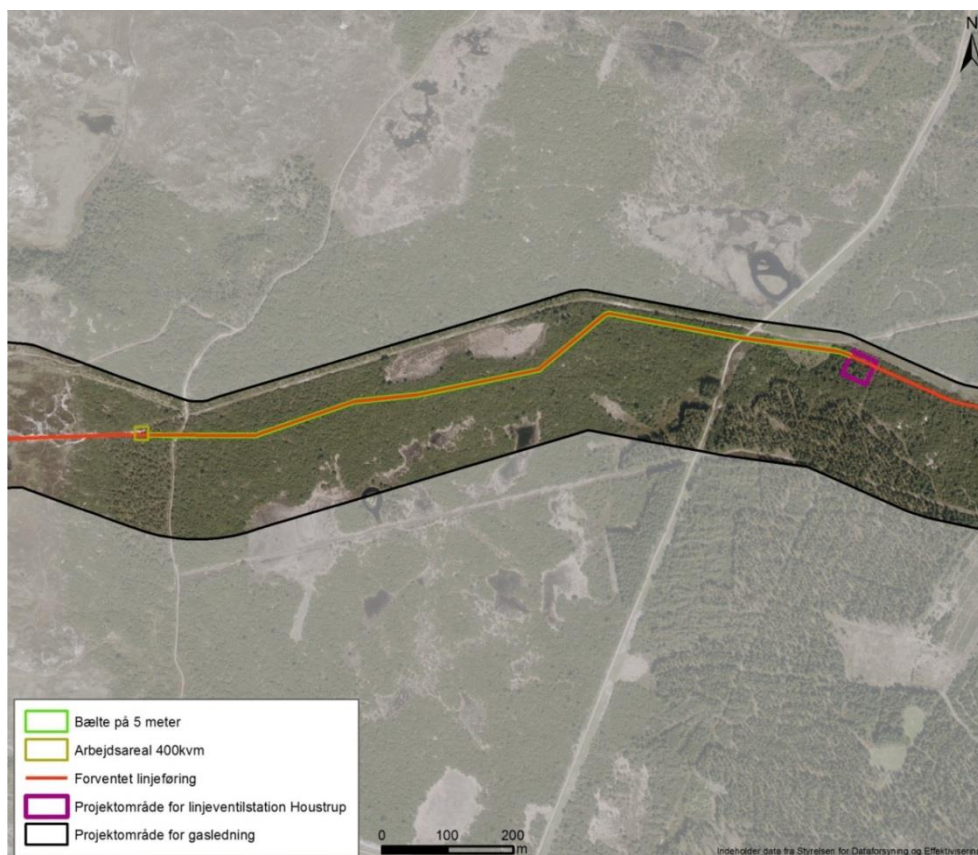 N
Bælte på 5 meter
Arbejdsareal 400kvm
Forventet linjeføring
Projektområde for linjeventilstation Houstrup
Projektområde for gasledning
0 100 200
m
Indeholder data fra Styrelsen for Dataforsyning og Effektivisering